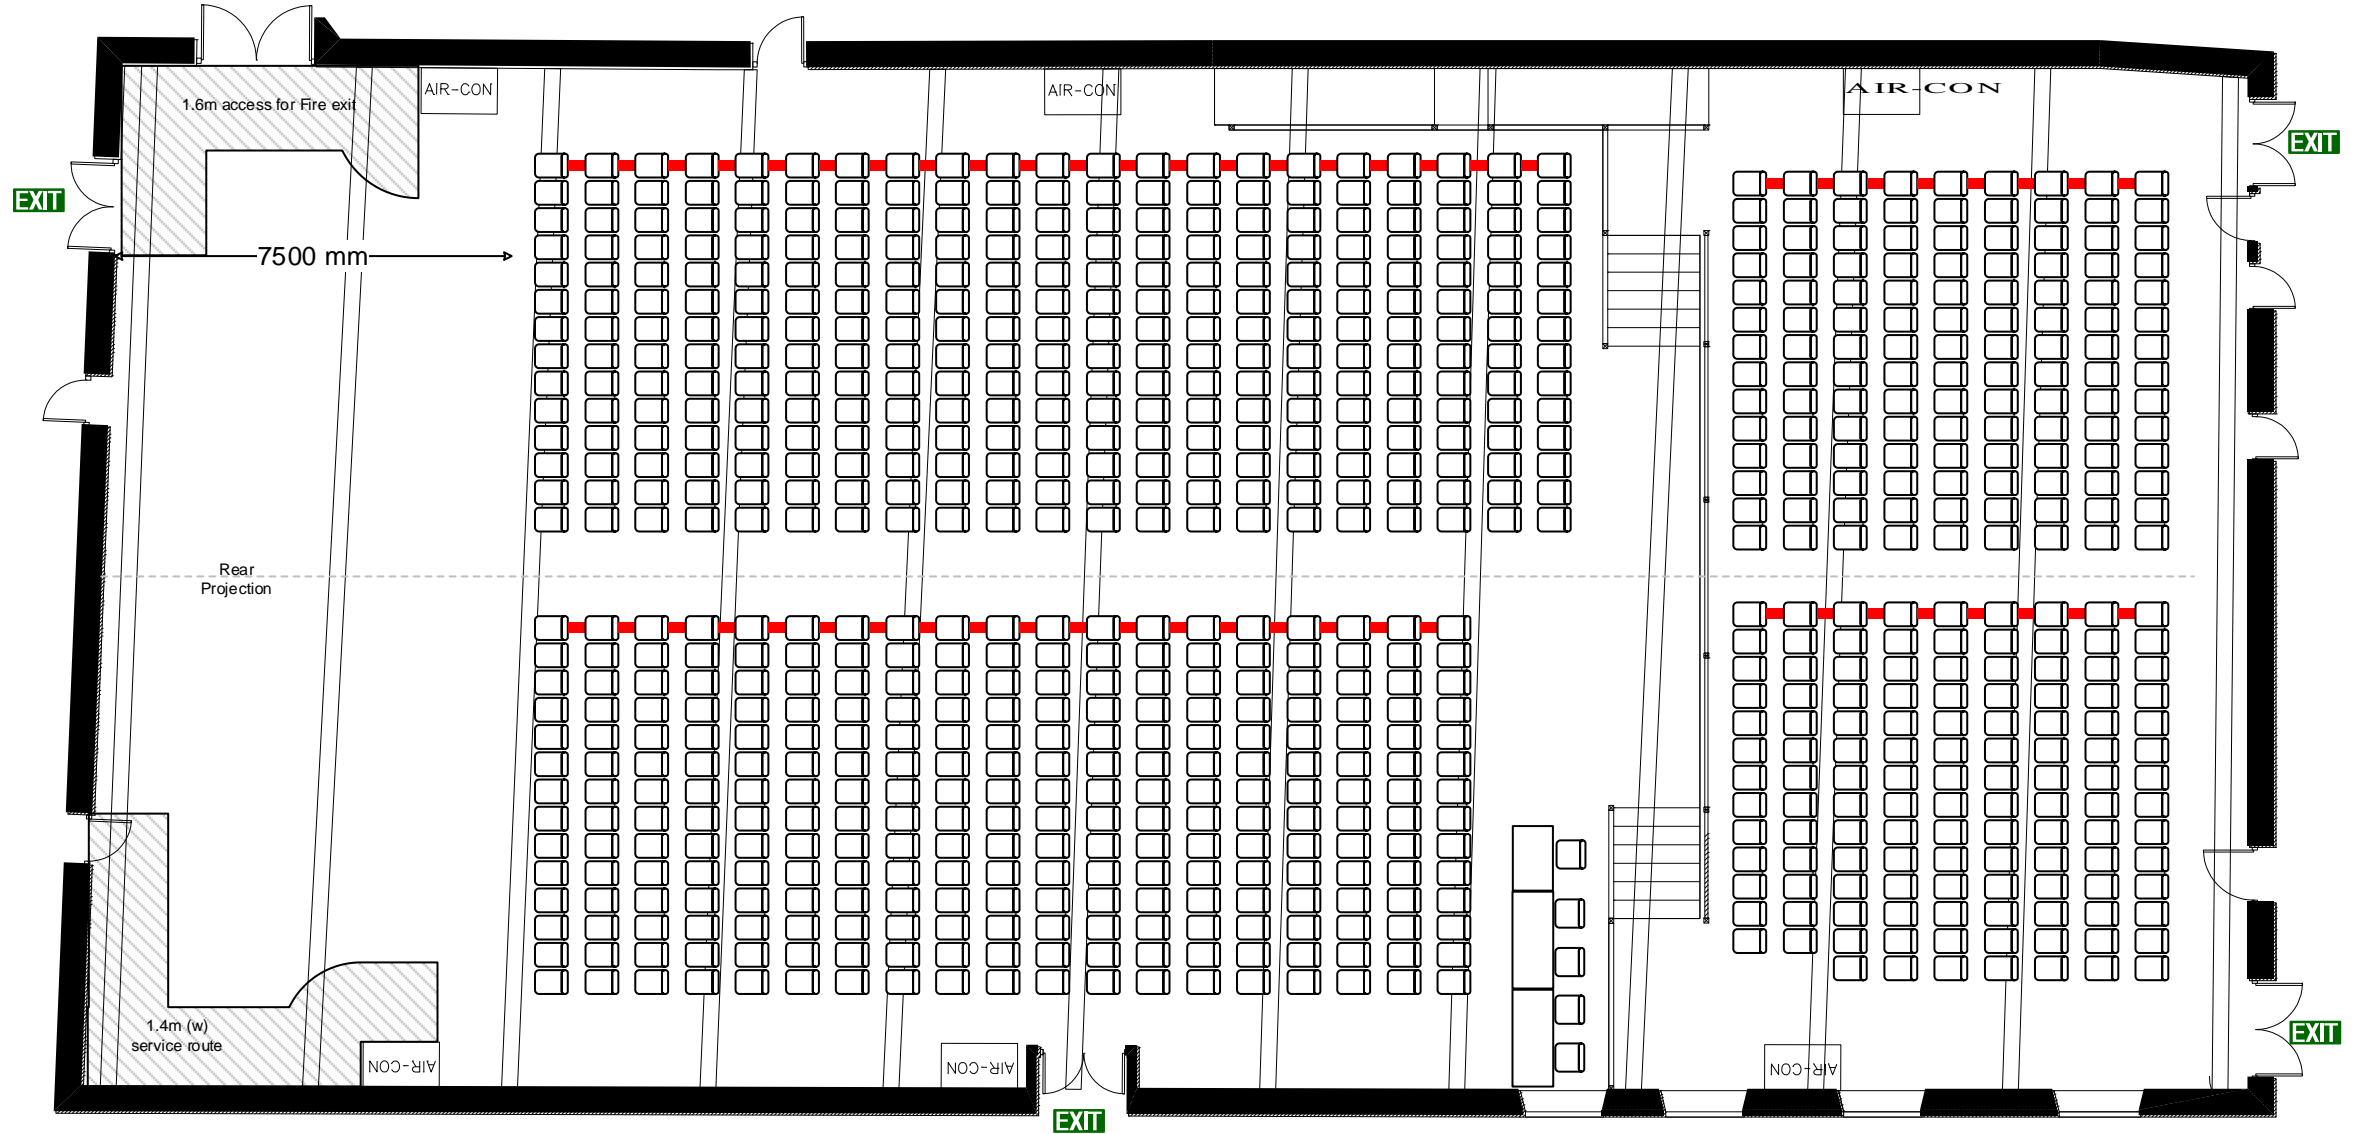 AIR-CON
AIR-CON
AIR-CON
1.6m access for Fire exit
EXIT
EXIT
7500 mm
Rear
Projection
1.4m (w)
service route
EXIT
AIR-CON
AIR-CON
AIR-CON
EXIT